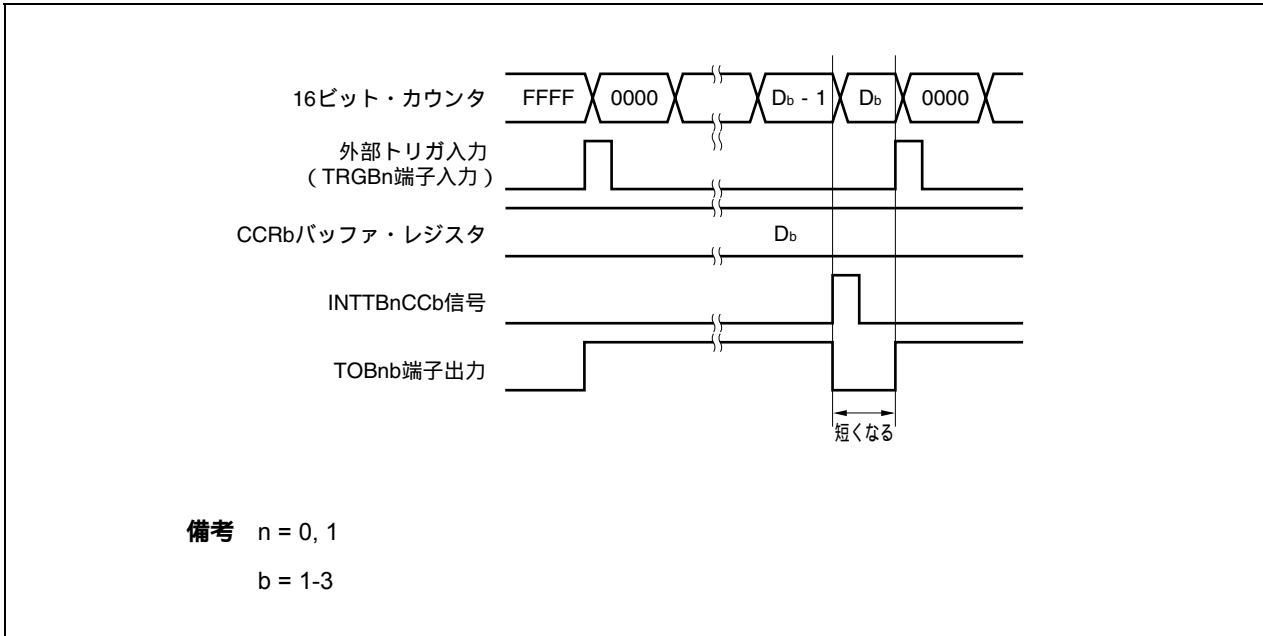 16ビット・カウンタ FFFF 0000 Db - 1 Db 0000
外部トリガ入力
（TRGBn端子入力）
CCRbバッファ・レジスタ Db
INTTBnCCb信号
TOBnb端子出力
短くなる
備考 n = 0, 1
b = 1-3